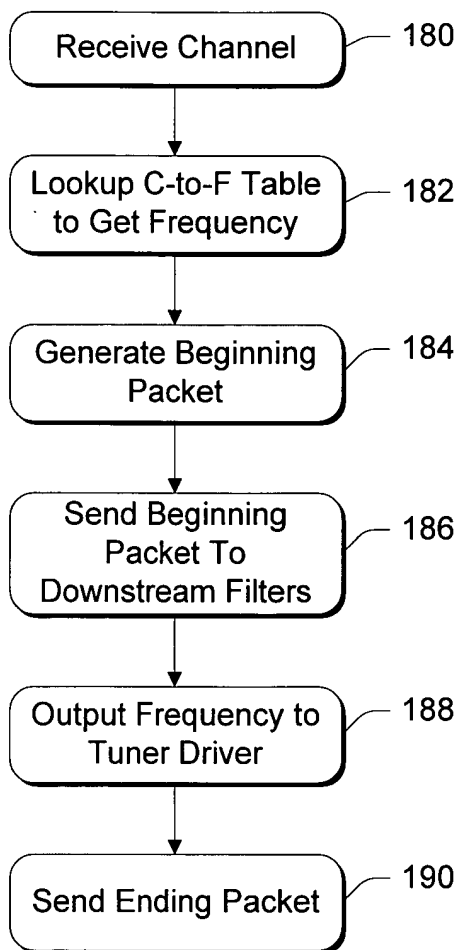 Receive Channel
180
Lookup C-to-F Table
to Get Frequency
182
Generate Beginning
Packet
184
Send Beginning
Packet To
Downstream Filters
186
Output Frequency to
Tuner Driver
188
Send Ending Packet
190